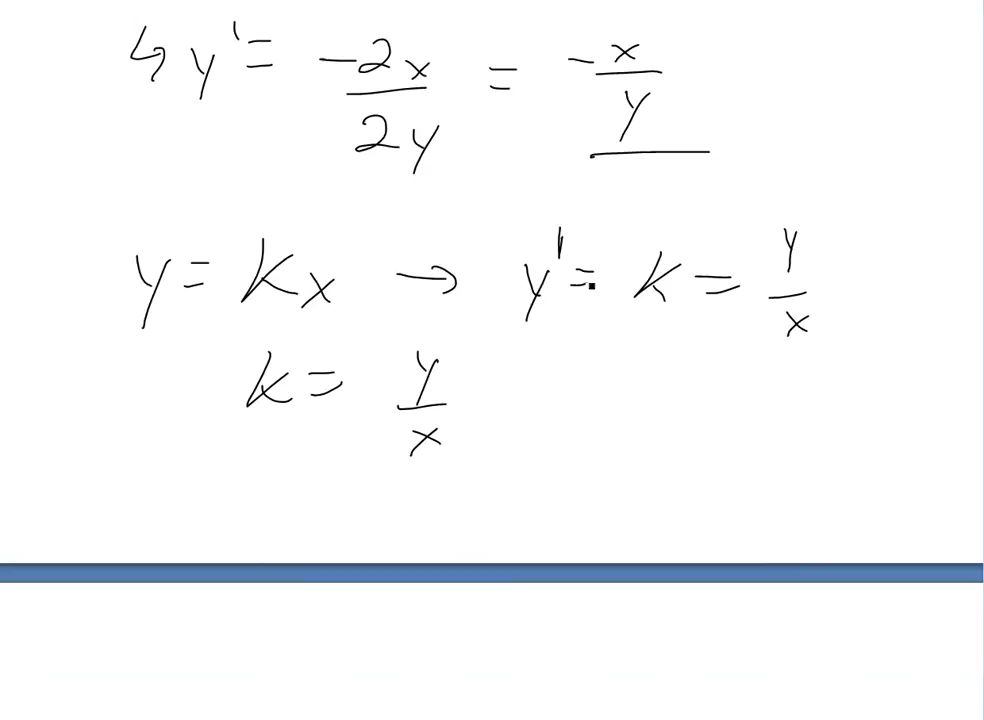 ↳ y' = -2x/2y = -x/y
y = kx → y' = k = y/x
k = y/x